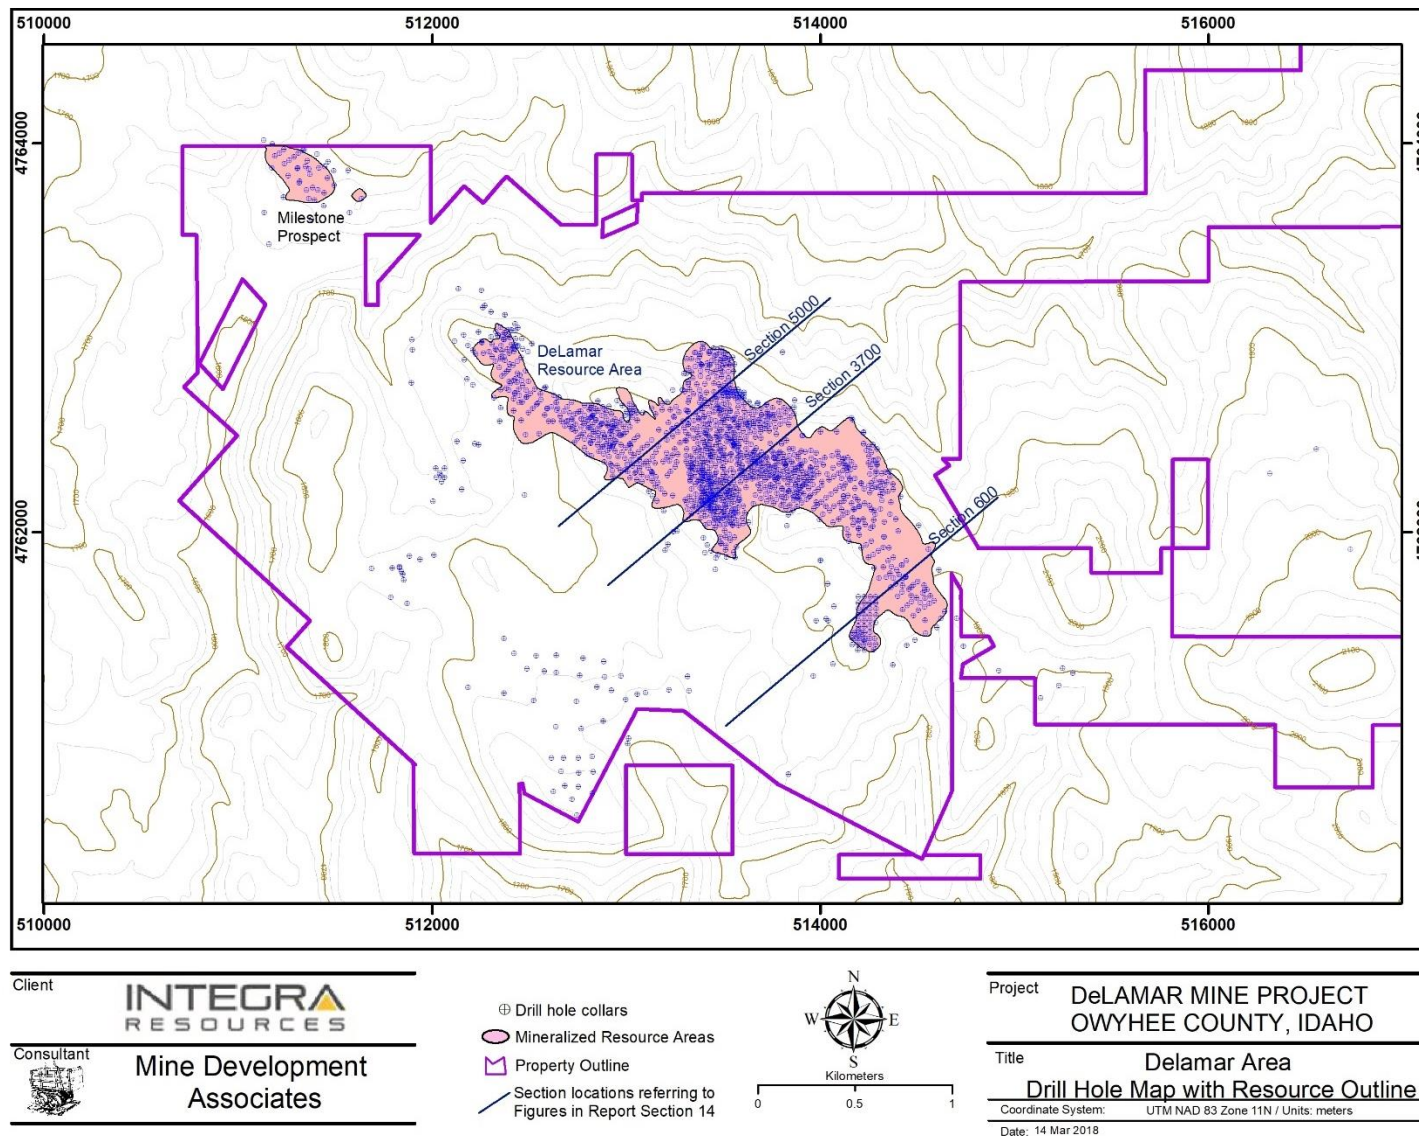 510000
512000
514000
516000
4764000
4762000
Milestone
Prospect
DeLamar
Resource Area
Section 5000
Section 3700
Section 600
510000
512000
514000
516000
Client
INTEGRA
RESOURCES
Consultant
Mine Development
Associates
Drill hole collars
Mineralized Resource Areas
Property Outline
Section locations referring to
Figures in Report Section 14
N
W
E
S
Kilometers
0
0.5
1
Project
DeLAMAR MINE PROJECT
OWYHEE COUNTY, IDAHO
Title
Delamar Area
Drill Hole Map with Resource Outline
Coordinate System: UTM NAD 83 Zone 11N / Units: meters
Date: 14 Mar 2018